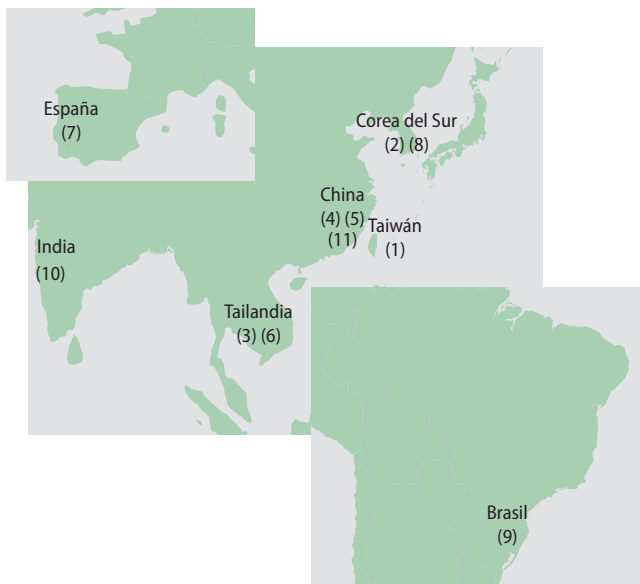 España
(7)
Corea del Sur
(2) (8)
China
(4) (5)
(11)
Taiwán
(1)
India
(10)
Tailandia
(3) (6)
Brasil
(9)